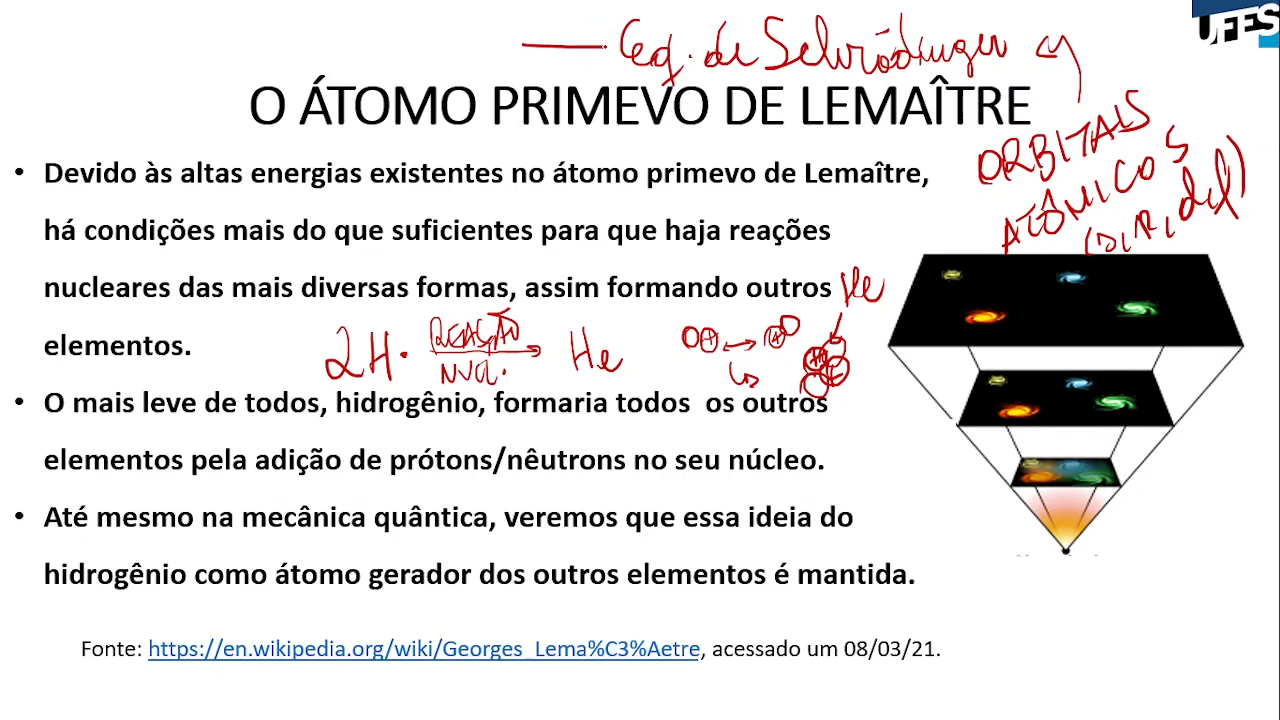 UFES
Eq. de Schrödinger
O ÁTOMO PRIMEVO DE LEMAÎTRE
ORBITAIS
ATÔMICOS
(s, p, d e f)
• Devido às altas energias existentes no átomo primevo de Lemaître,
há condições mais do que suficientes para que haja reações
nucleares das mais diversas formas, assim formando outros
He
elementos.
2H · REAÇÃO NUCL. He
• O mais leve de todos, hidrogênio, formaria todos os outros
elementos pela adição de prótons/nêutrons no seu núcleo.
• Até mesmo na mecânica quântica, veremos que essa ideia do
hidrogênio como átomo gerador dos outros elementos é mantida.
Fonte: https://en.wikipedia.org/wiki/Georges_Lema%C3%Aetre, acessado um 08/03/21.